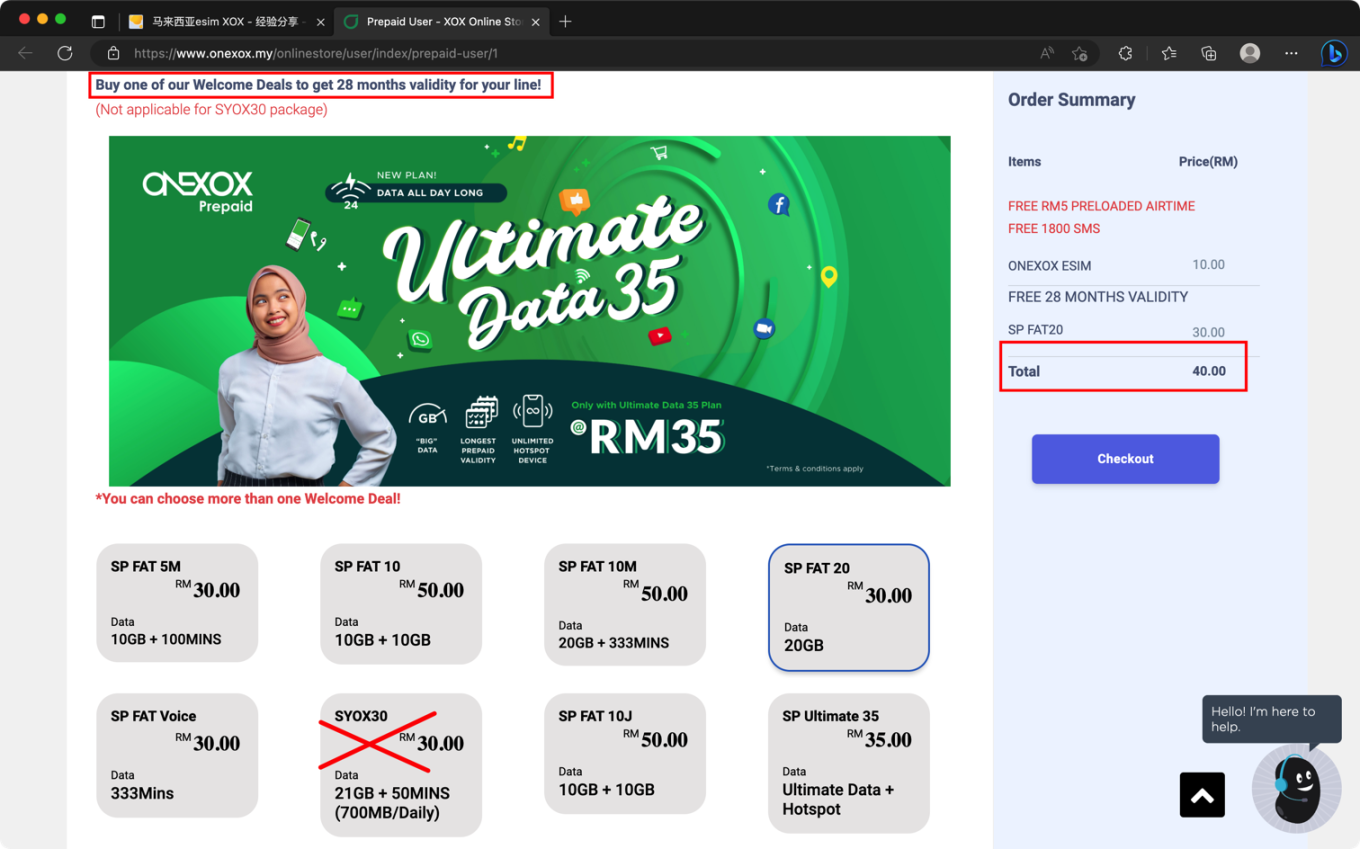 马来西亚esim XOX - 经验分享 -
Prepaid User - XOX Online Sto
https://www.onexox.my/onlinestore/user/index/prepaid-user/1
Buy one of our Welcome Deals to get 28 months validity for your line!
(Not applicable for SYOX30 package)
ONEXOX
Prepaid
NEW PLAN!
DATA ALL DAY LONG
24
Ultimate
Data 35
GB
"BIG"
DATA
LONGEST
PREPAID
VALIDITY
UNLIMITED
HOTSPOT
DEVICE
Only with Ultimate Data 35 Plan
@RM35
*Terms & conditions apply
*You can choose more than one Welcome Deal!
SP FAT 5M
RM 30.00
Data
10GB + 100MINS
SP FAT 10
RM 50.00
Data
10GB + 10GB
SP FAT 10M
RM 50.00
Data
20GB + 333MINS
SP FAT 20
RM 30.00
Data
20GB
SP FAT Voice
RM 30.00
Data
333Mins
SYOX30
RM 30.00
Data
21GB + 50MINS
(700MB/Daily)
SP FAT 10J
RM 50.00
Data
10GB + 10GB
SP Ultimate 35
RM 35.00
Data
Ultimate Data +
Hotspot
Order Summary
Items Price(RM)
FREE RM5 PRELOADED AIRTIME
FREE 1800 SMS
ONEXOX ESIM 10.00
FREE 28 MONTHS VALIDITY
SP FAT20 30.00
Total 40.00
Checkout
Hello! I'm here to
help.